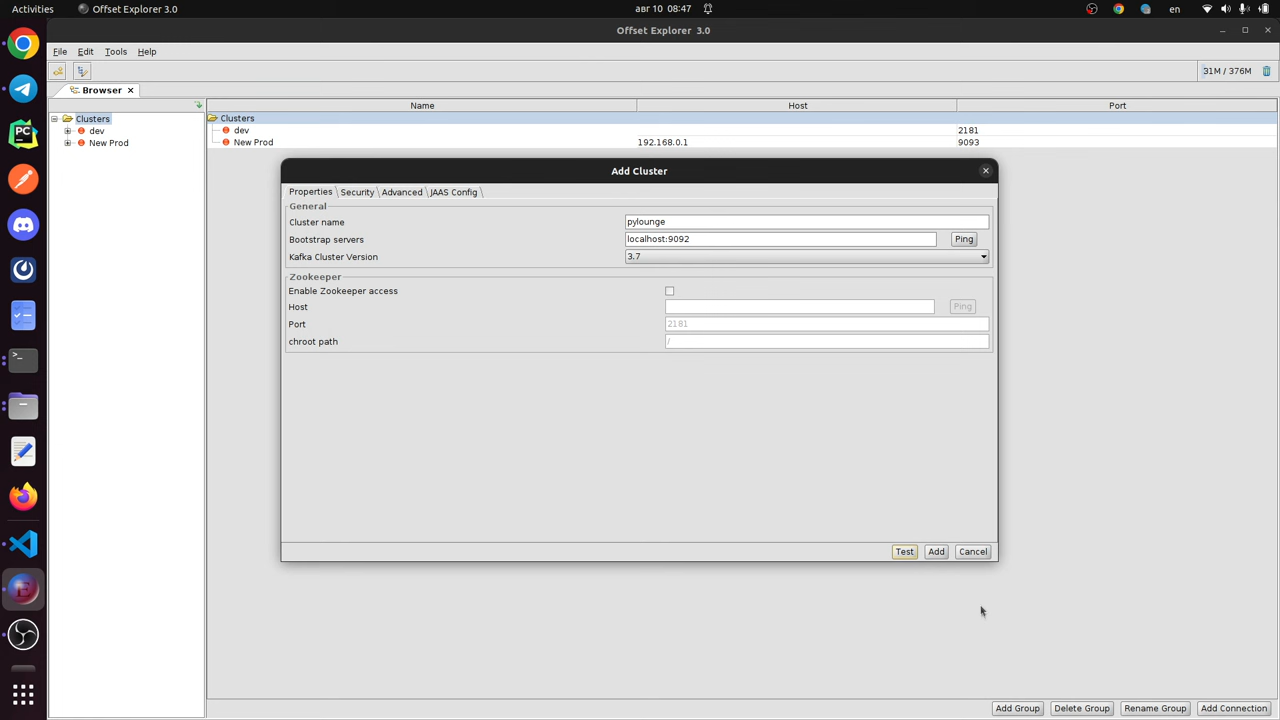 Activities Offset Explorer 3.0 авг 10 08:47 en
Offset Explorer 3.0
File Edit Tools Help
31M / 376M
Browser
Name Host Port
Clusters
dev
New Prod
Clusters
dev 2181
New Prod 192.168.0.1 9093
Add Cluster
Properties Security Advanced JAAS Config
General
Cluster name pylounge
Bootstrap servers localhost:9092 Ping
Kafka Cluster Version 3.7
Zookeeper
Enable Zookeeper access
Host Ping
Port 2181
chroot path /
Test Add Cancel
PC
Add Group Delete Group Rename Group Add Connection